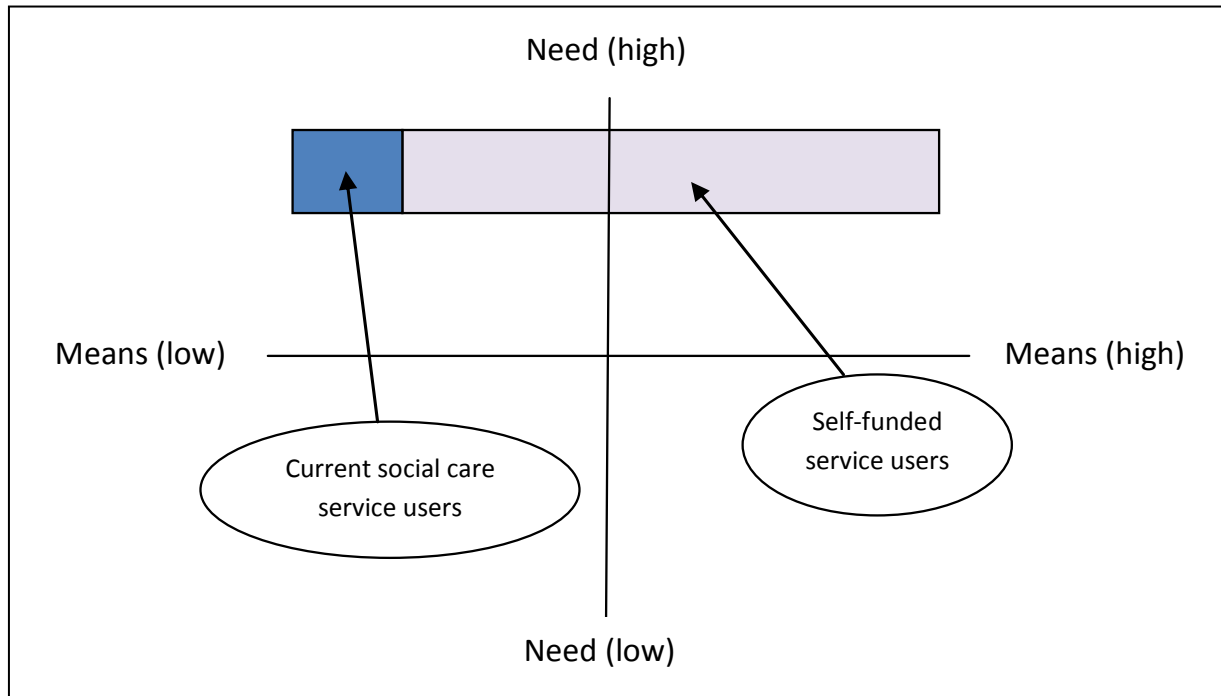 Need (high)
Means (low)
Means (high)
Self-funded
service users
Current social care
service users
Need (low)